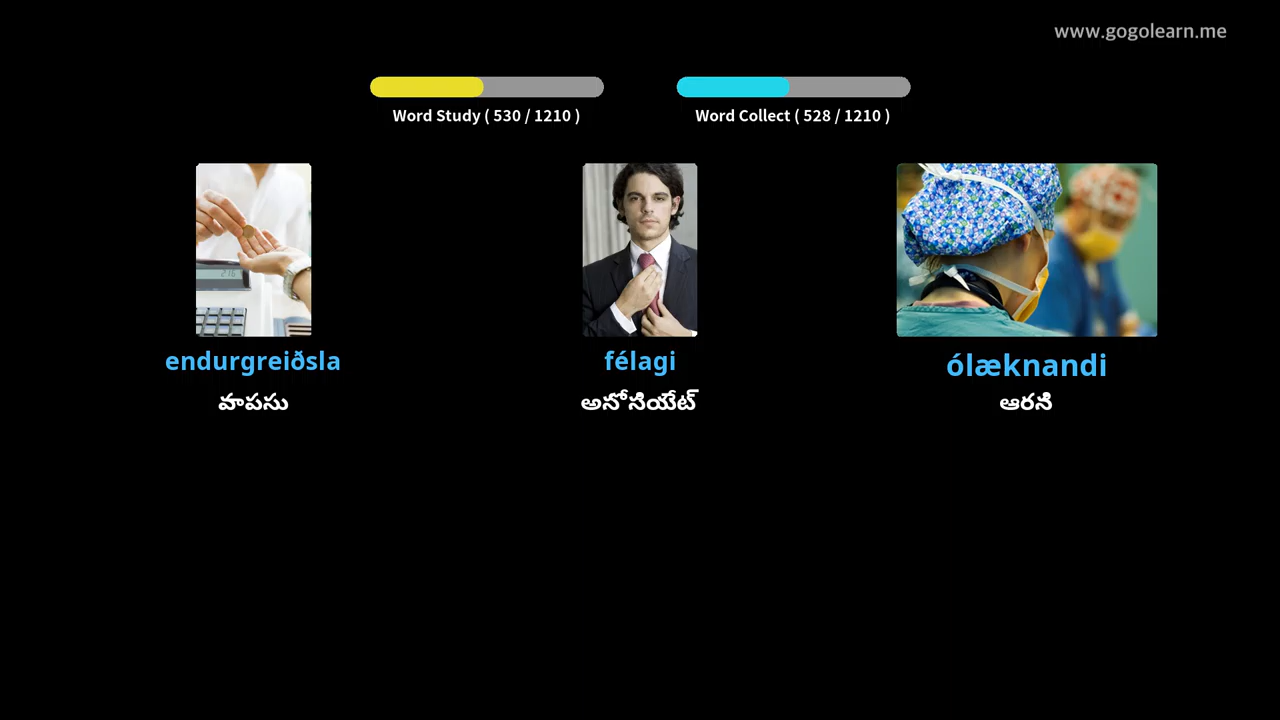 www.gogolearn.me
Word Study ( 530 / 1210 )
Word Collect ( 528 / 1210 )
endurgreiðsla
félagi
ólæknandi
వాపసు
అసోసియేట్
ఆరని